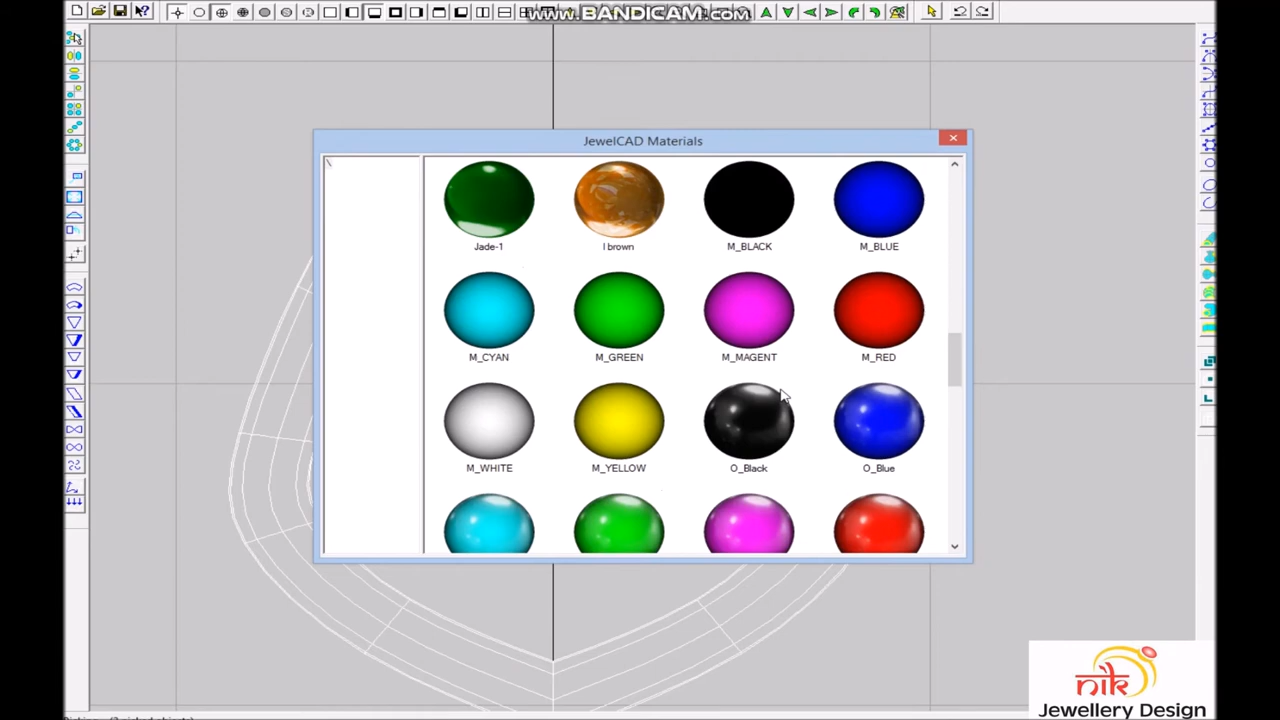 www.BANDICAM.com
JewelCAD Materials
\
Jade-1
l brown
M_BLACK
M_BLUE
M_CYAN
M_GREEN
M_MAGENT
M_RED
M_WHITE
M_YELLOW
O_Black
O_Blue
nik
Jewellery Design